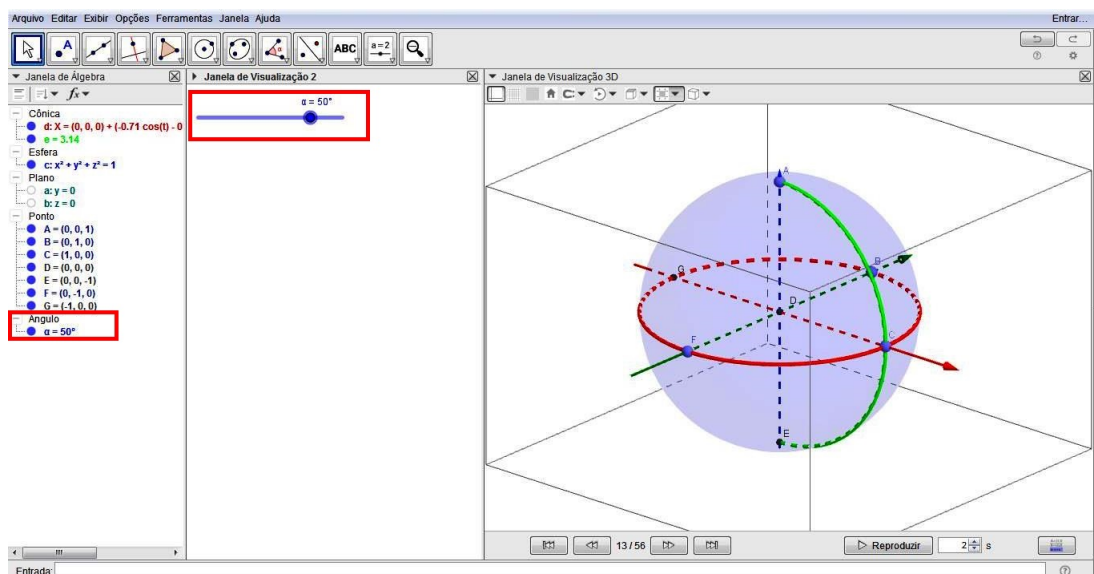 Arquivo Editar Exibir Opções Ferramentas Janela Ajuda Entrar...
ABC a=2
Janela de Álgebra
Janela de Visualização 2
Janela de Visualização 3D
fx
Cônica
d: X = (0, 0, 0) + (-0.71 cos(t) - 0
e = 3.14
Esfera
c: x² + y² + z² = 1
Plano
a: y = 0
b: z = 0
Ponto
A = (0, 0, 1)
B = (0, 1, 0)
C = (1, 0, 0)
D = (0, 0, 0)
E = (0, 0, -1)
F = (0, -1, 0)
G = (-1, 0, 0)
Ângulo
α = 50°
α = 50°
A
B
G
D
F
C
E
13 / 56
Reproduzir 2 s
Entrada: